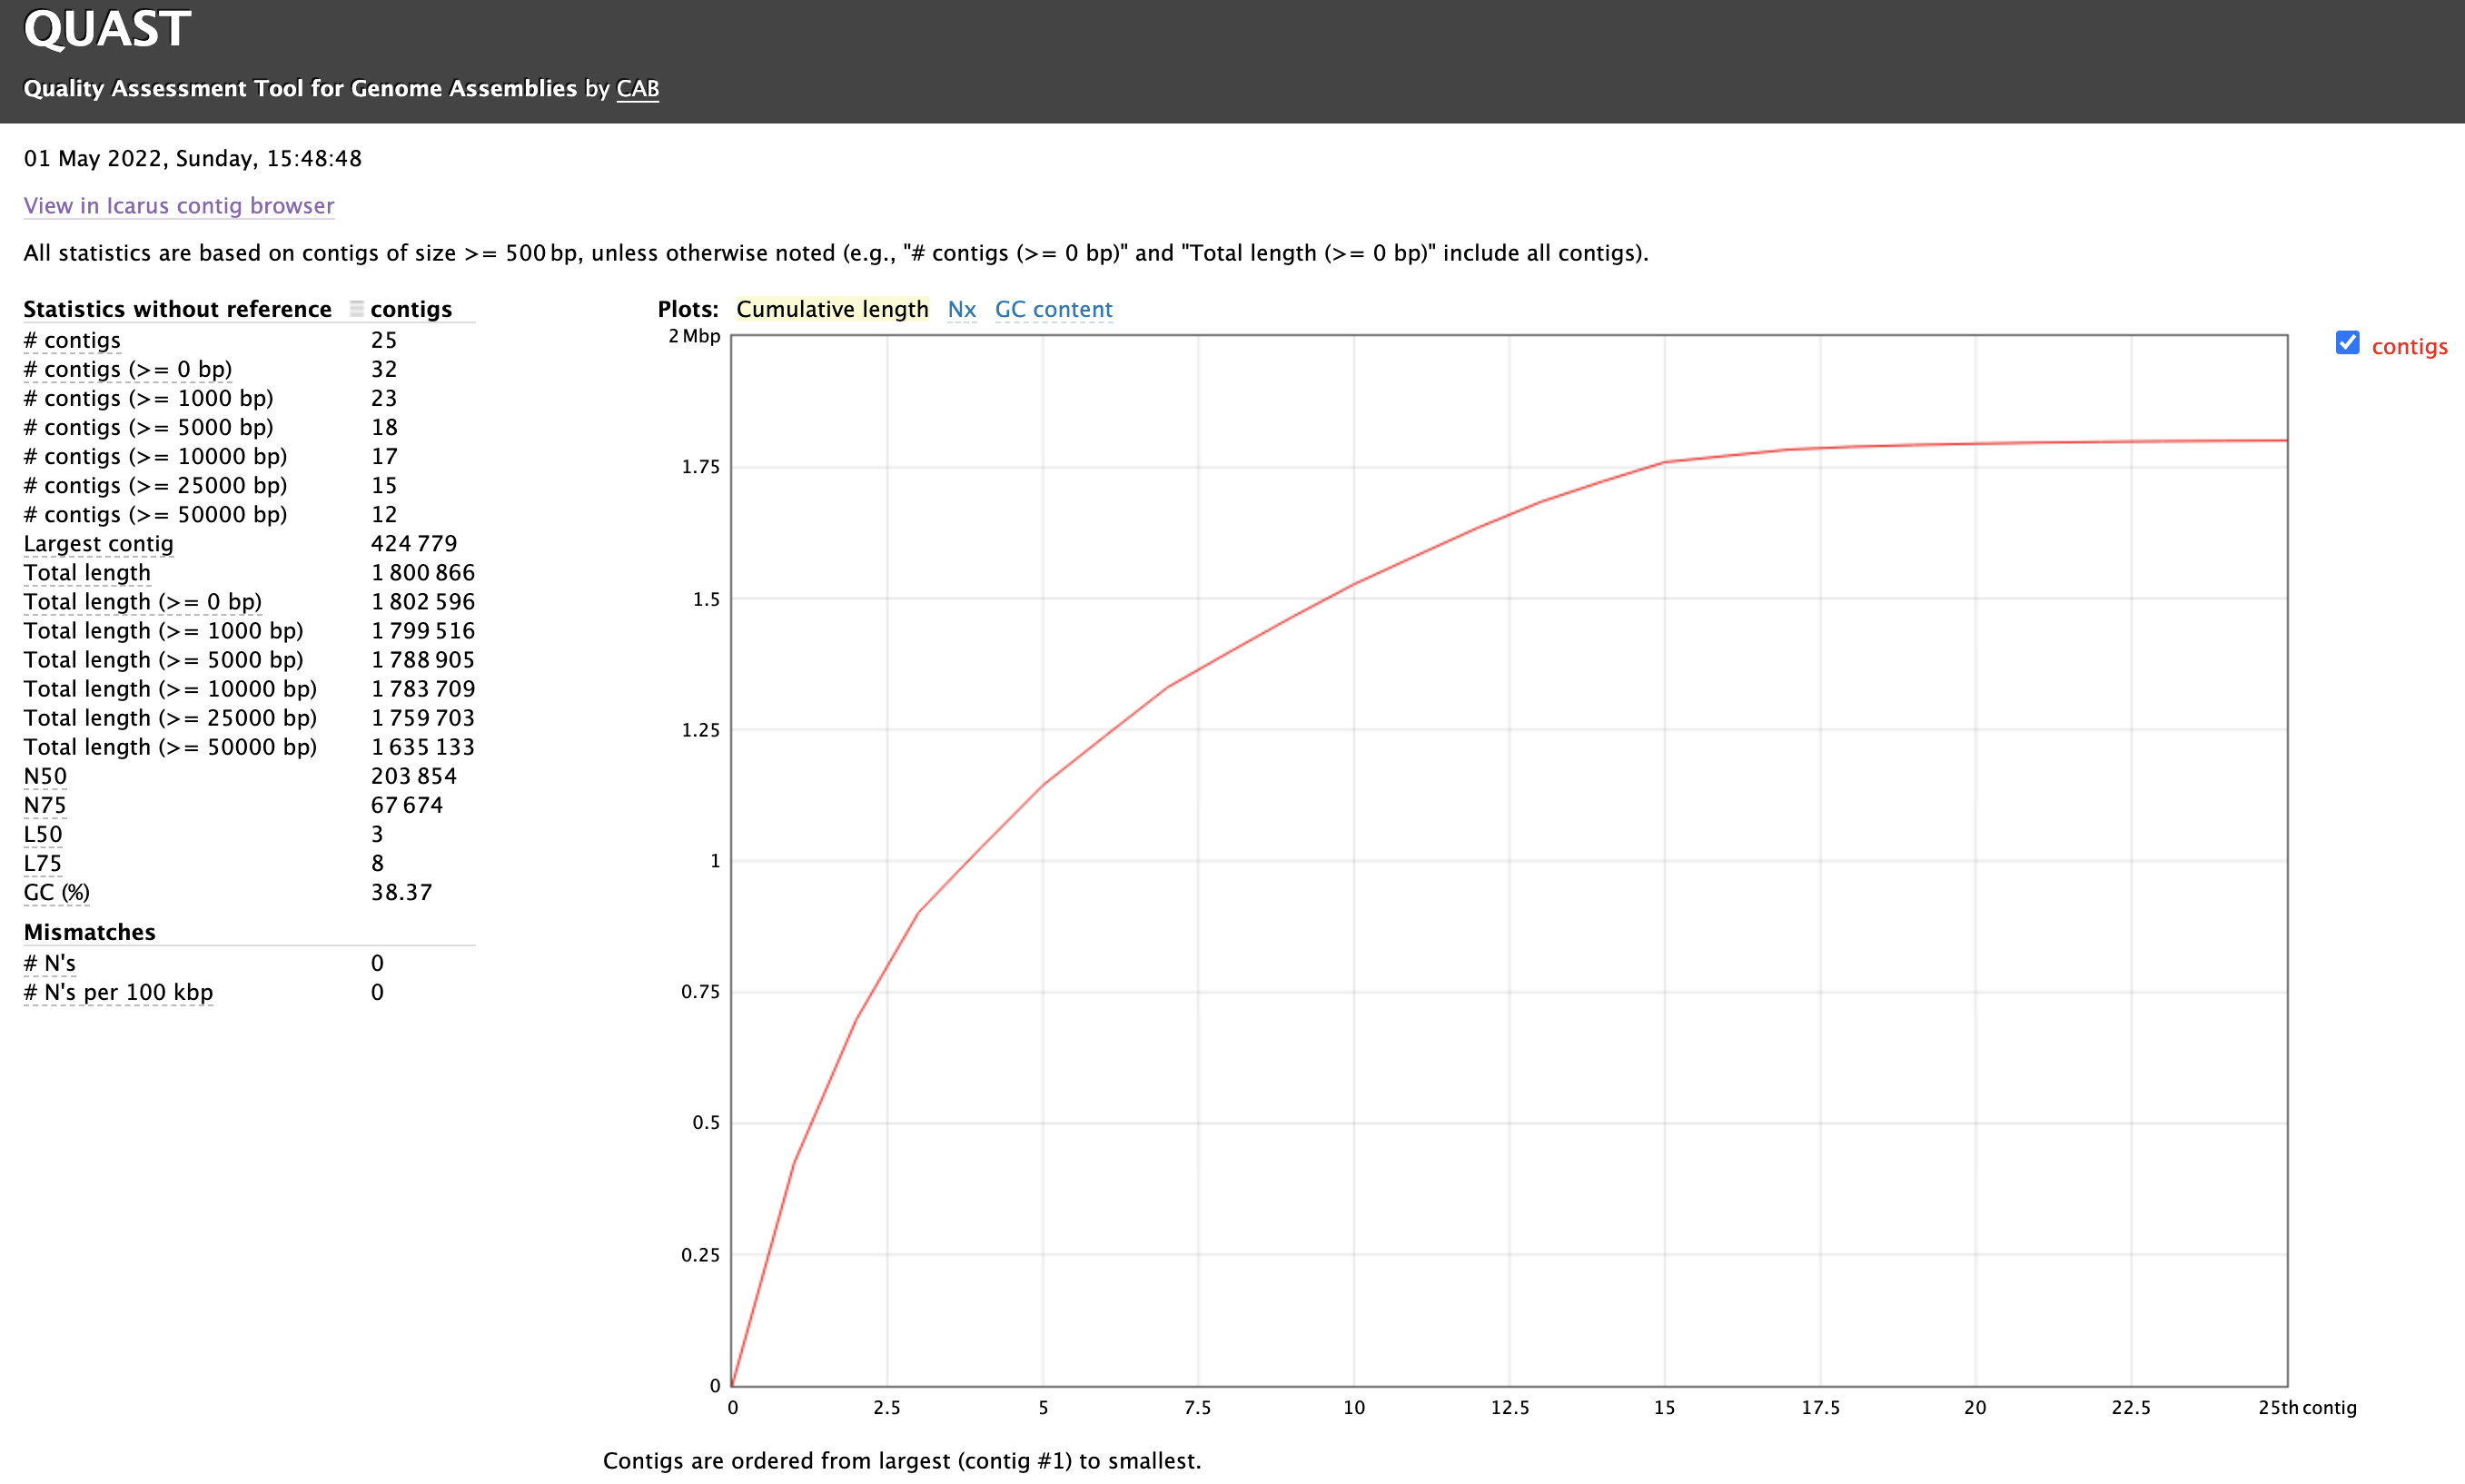 QUAST
Quality Assessment Tool for Genome Assemblies by CAB
01 May 2022, Sunday, 15:48:48
View in Icarus contig browser
All statistics are based on contigs of size >= 500 bp, unless otherwise noted (e.g., "# contigs (>= 0 bp)" and "Total length (>= 0 bp)" include all contigs).
Statistics without reference contigs
# contigs 25
# contigs (>= 0 bp) 32
# contigs (>= 1000 bp) 23
# contigs (>= 5000 bp) 18
# contigs (>= 10000 bp) 17
# contigs (>= 25000 bp) 15
# contigs (>= 50000 bp) 12
Largest contig 424 779
Total length 1 800 866
Total length (>= 0 bp) 1 802 596
Total length (>= 1000 bp) 1 799 516
Total length (>= 5000 bp) 1 788 905
Total length (>= 10000 bp) 1 783 709
Total length (>= 25000 bp) 1 759 703
Total length (>= 50000 bp) 1 635 133
N50 203 854
N75 67 674
L50 3
L75 8
GC (%) 38.37
Mismatches
# N's 0
# N's per 100 kbp 0
Plots: Cumulative length Nx GC content
2 Mbp
1.75
1.5
1.25
1
0.75
0.5
0.25
0
0 2.5 5 7.5 10 12.5 15 17.5 20 22.5 25th contig
contigs
Contigs are ordered from largest (contig #1) to smallest.